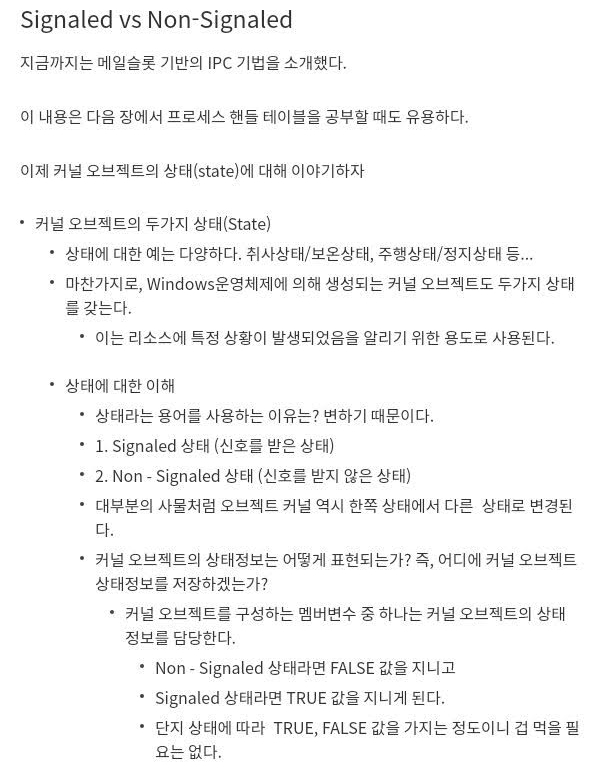 Signaled vs Non-Signaled
지금까지는 메일슬롯 기반의 IPC 기법을 소개했다.
이 내용은 다음 장에서 프로세스 핸들 테이블을 공부할 때도 유용하다.
이제 커널 오브젝트의 상태(state)에 대해 이야기하자
• 커널 오브젝트의 두가지 상태(State)
• 상태에 대한 예는 다양하다. 취사상태/보온상태, 주행상태/정지상태 등...
• 마찬가지로, Windows운영체제에 의해 생성되는 커널 오브젝트도 두가지 상태
를 갖는다.
• 이는 리소스에 특정 상황이 발생되었음을 알리기 위한 용도로 사용된다.
• 상태에 대한 이해
• 상태라는 용어를 사용하는 이유는? 변하기 때문이다.
• 1. Signaled 상태 (신호를 받은 상태)
• 2. Non - Signaled 상태 (신호를 받지 않은 상태)
• 대부분의 사물처럼 오브젝트 커널 역시 한쪽 상태에서 다른  상태로 변경된
다.
• 커널 오브젝트의 상태정보는 어떻게 표현되는가? 즉, 어디에 커널 오브젝트
상태정보를 저장하겠는가?
• 커널 오브젝트를 구성하는 멤버변수 중 하나는 커널 오브젝트의 상태
정보를 담당한다.
• Non - Signaled 상태라면 FALSE 값을 지니고
• Signaled 상태라면 TRUE 값을 지니게 된다.
• 단지 상태에 따라  TRUE, FALSE 값을 가지는 정도이니 겁 먹을 필
요는 없다.